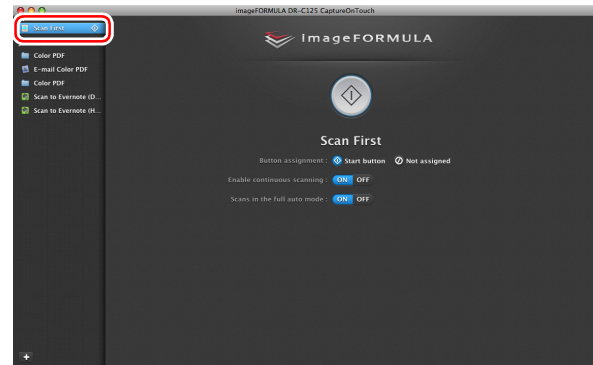 imageFORMULA DR-C125 CaptureOnTouch
Scan First
Color PDF
E-mail Color PDF
Color PDF
Scan to Evernote (D...
Scan to Evernote (H...
imageFORMULA
Scan First
Button assignment : Start button Not assigned
Enable continuous scanning : ON OFF
Scans in the full auto mode : ON OFF
+